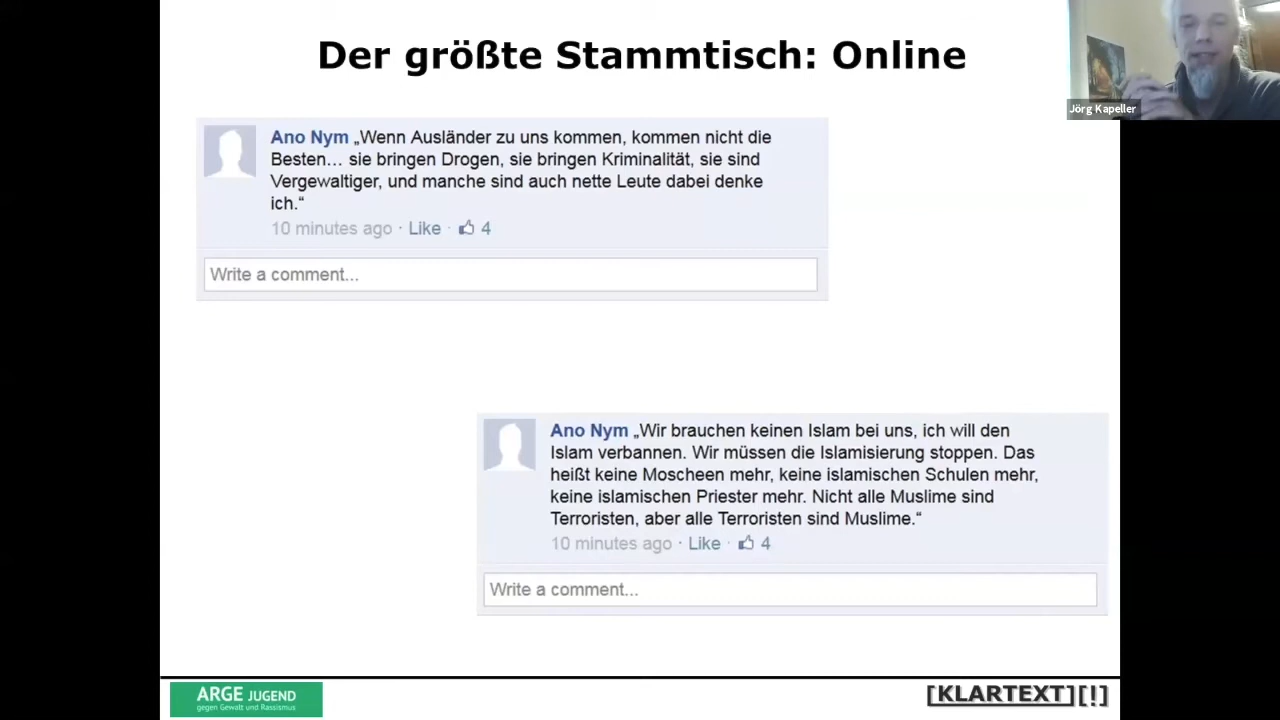 Der größte Stammtisch: Online
Jörg Kapeller
Ano Nym „Wenn Ausländer zu uns kommen, kommen nicht die
Besten... sie bringen Drogen, sie bringen Kriminalität, sie sind
Vergewaltiger, und manche sind auch nette Leute dabei denke
ich.“
10 minutes ago · Like · 4
Write a comment...
Ano Nym „Wir brauchen keinen Islam bei uns, ich will den
Islam verbannen. Wir müssen die Islamisierung stoppen. Das
heißt keine Moscheen mehr, keine islamischen Schulen mehr,
keine islamischen Priester mehr. Nicht alle Muslime sind
Terroristen, aber alle Terroristen sind Muslime.“
10 minutes ago · Like · 4
Write a comment...
ARGE JUGEND
gegen Gewalt und Rassismus
[KLARTEXT][!]